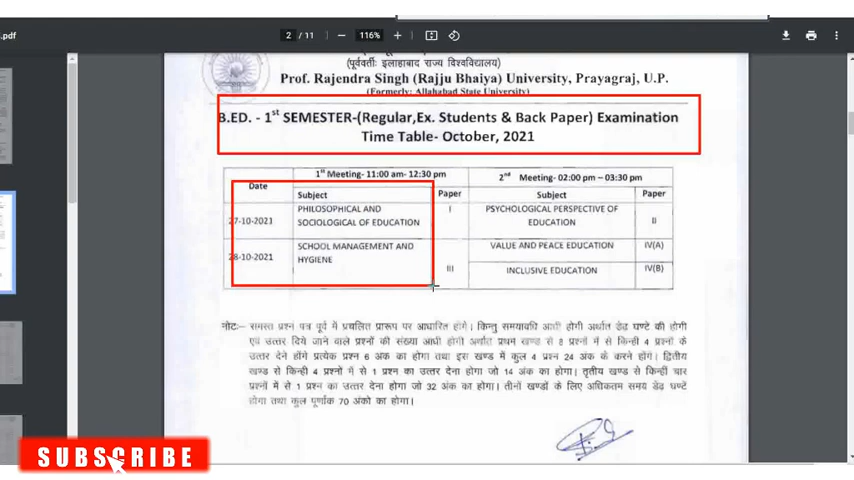 .pdf
2 / 11
116%
(पूर्ववर्ती: इलाहाबाद राज्य विश्वविद्यालय)
Prof. Rajendra Singh (Rajju Bhaiya) University, Prayagraj, U.P.
(Formerly: Allahabad State University)
B.ED. - 1st SEMESTER-(Regular,Ex. Students & Back Paper) Examination
Time Table- October, 2021
1st Meeting- 11:00 am- 12:30 pm
2nd Meeting- 02:00 pm – 03:30 pm
Date
Subject
Paper
Subject
Paper
27-10-2021
PHILOSOPHICAL AND
SOCIOLOGICAL OF EDUCATION
I
PSYCHOLOGICAL PERSPECTIVE OF
EDUCATION
II
28-10-2021
SCHOOL MANAGEMENT AND
HYGIENE
III
VALUE AND PEACE EDUCATION
IV(A)
INCLUSIVE EDUCATION
IV(B)
नोट:– समस्त प्रश्न पत्र पूर्व में प्रचलित प्रारूप पर आधारित होंगे। किन्तु समयावधि आधी होगी अर्थात डेढ़ घण्टे की होगी
एवं उत्तर दिये जाने वाले प्रश्नों की संख्या आधी होगी अर्थात प्रथम खण्ड से 8 प्रश्नों में से किन्ही 4 प्रश्नों के
उत्तर देने होंगे प्रत्येक प्रश्न 6 अंक का होगा तथा इस खण्ड में कुल 4 प्रश्न 24 अंक के करने होंगे। द्वितीय
खण्ड से किन्ही 4 प्रश्नों में से 1 प्रश्न का उत्तर देना होगा जो 14 अंक का होगा। तृतीय खण्ड से किन्हीं चार
प्रश्नों में से 1 प्रश्न का उत्तर देना होगा जो 32 अंक का होगा। तीनों खण्डों के लिए अधिकतम समय डेढ़ घण्टे
होगा तथा कुल पूर्णांक 70 अंको का होगा।
SUBSCRIBE